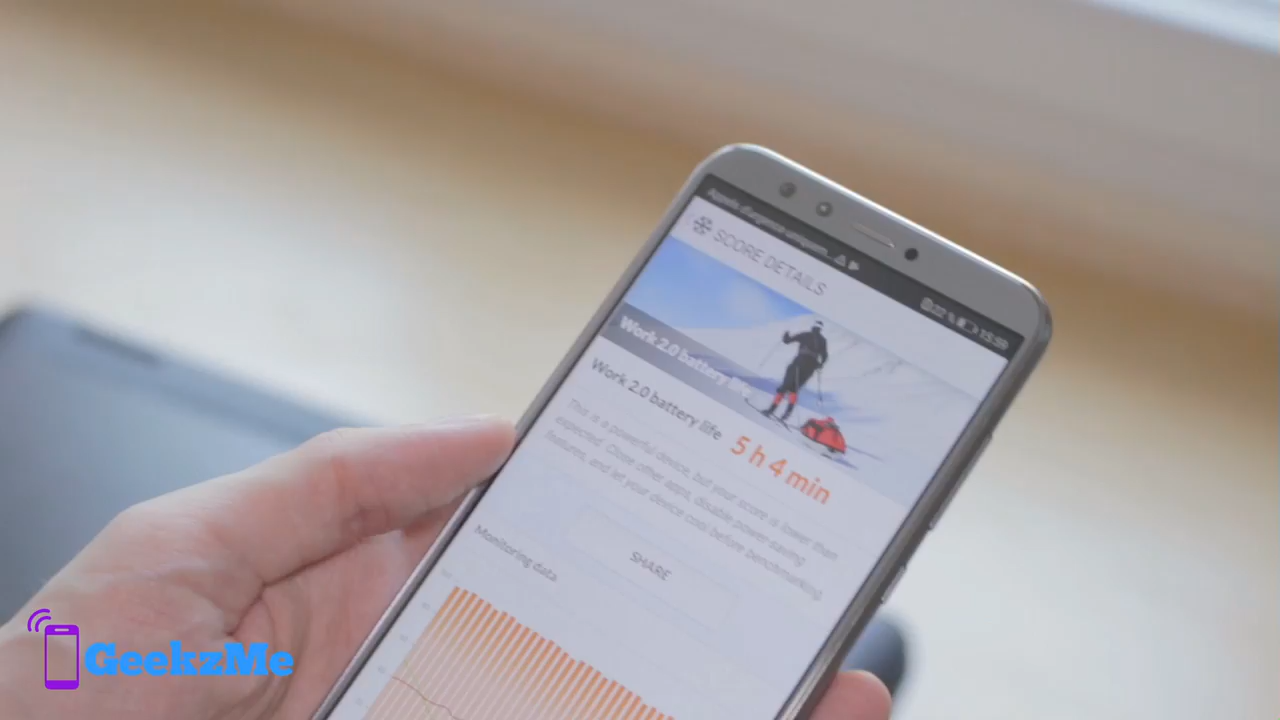 SCORE DETAILS
15:59
Work 2.0 battery life
Work 2.0 battery life
5 h 4 min
This is a powerful device, but your score is lower than
expected. Close other apps, disable power-saving
features, and let your device cool before benchmarking.
SHARE
Monitoring data
GeekzMe